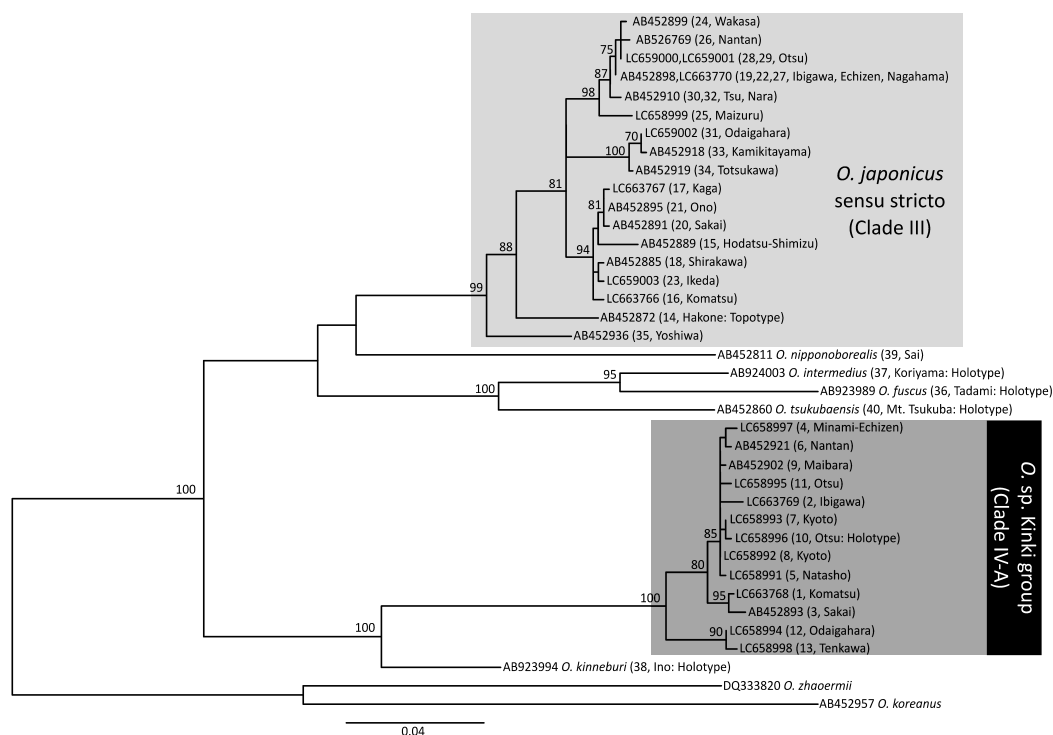 AB452899 (24, Wakasa)
AB526769 (26, Nantan)
75
LC659000,LC659001 (28,29, Otsu)
87
AB452898,LC663770 (19,22,27, Ibigawa, Echizen, Nagahama)
98
AB452910 (30,32, Tsu, Nara)
LC658999 (25, Maizuru)
70
LC659002 (31, Odaigahara)
100
AB452918 (33, Kamikitayama)
AB452919 (34, Totsukawa)
81
LC663767 (17, Kaga)
81
AB452895 (21, Ono)
AB452891 (20, Sakai)
AB452889 (15, Hodatsu-Shimizu)
94
AB452885 (18, Shirakawa)
88
LC659003 (23, Ikeda)
99
LC663766 (16, Komatsu)
AB452872 (14, Hakone: Topotype)
AB452936 (35, Yoshiwa)
O. japonicus
sensu stricto
(Clade III)
AB452811 O. nipponoborealis (39, Sai)
95
AB924003 O. intermedius (37, Koriyama: Holotype)
100
AB923989 O. fuscus (36, Tadami: Holotype)
AB452860 O. tsukubaensis (40, Mt. Tsukuba: Holotype)
100
LC658997 (4, Minami-Echizen)
AB452921 (6, Nantan)
AB452902 (9, Maibara)
LC658995 (11, Otsu)
LC663769 (2, Ibigawa)
LC658993 (7, Kyoto)
85
LC658996 (10, Otsu: Holotype)
LC658992 (8, Kyoto)
80
LC658991 (5, Natasho)
95
LC663768 (1, Komatsu)
100
AB452893 (3, Sakai)
90
LC658994 (12, Odaigahara)
LC658998 (13, Tenkawa)
O. sp. Kinki group
(Clade IV-A)
100
AB923994 O. kinneburi (38, Ino: Holotype)
DQ333820 O. zhaoermii
AB452957 O. koreanus
0.04